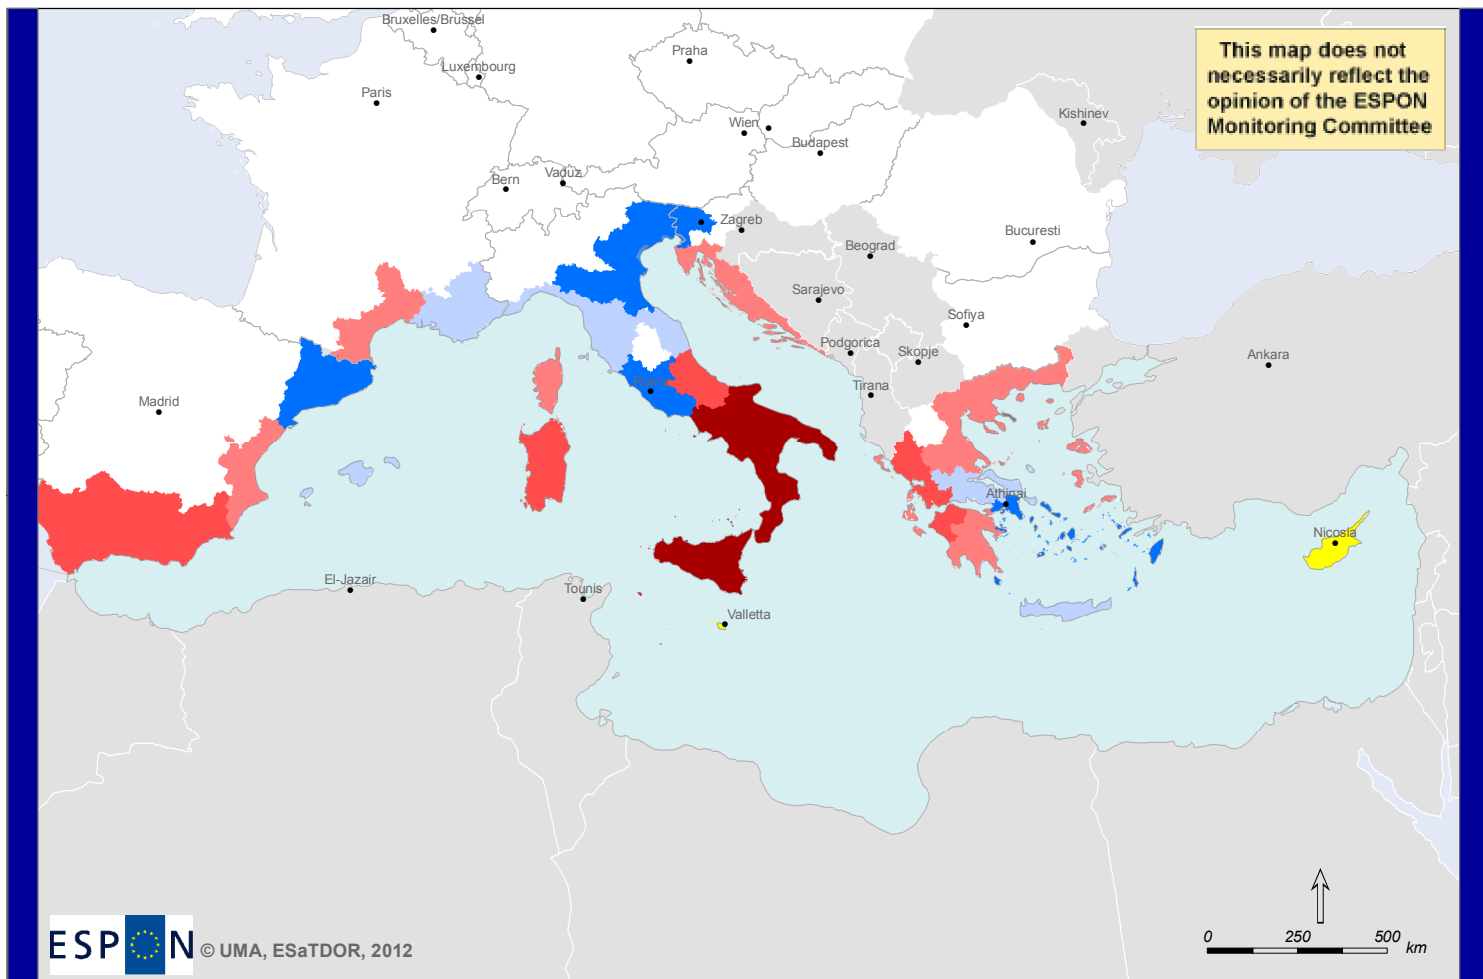 Bruxelles/Brussel
Luxembourg
Paris
Praha
This map does not
necessarily reflect the
opinion of the ESPON
Monitoring Committee
Kishinev
Wien
Budapest
Bern
Vaduz
Zagreb
Beograd
Bucuresti
Sarajevo
Sofiya
Podgorica
Skopje
Ankara
Tirana
Madrid
Athinai
Nicosia
El-Jazair
Tounis
Valletta
ESPON © UMA, ESaTDOR, 2012
0 250 500 km